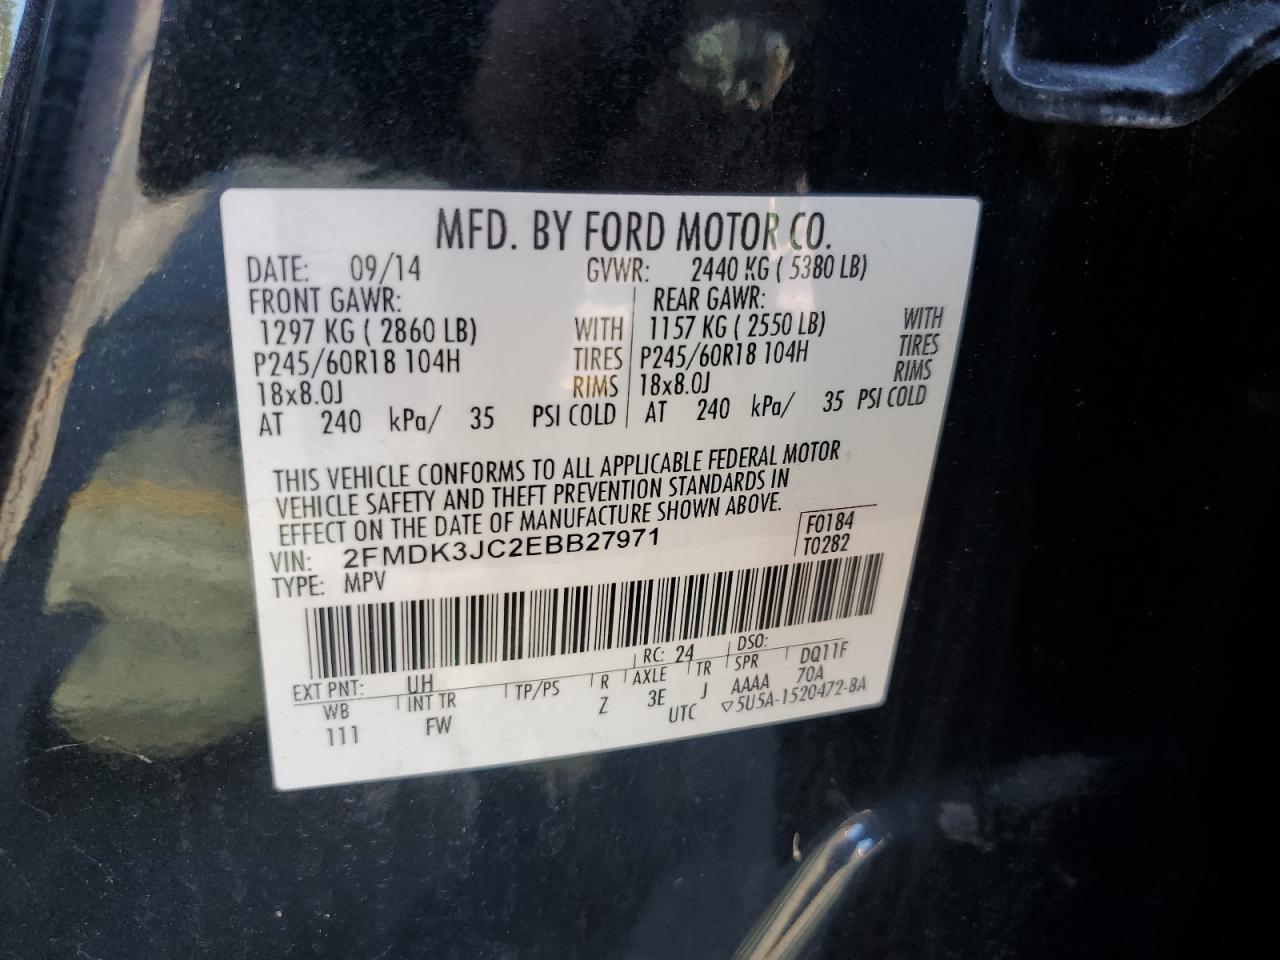 MFD. BY FORD MOTOR CO.
DATE: 09/14 GVWR: 2440 KG ( 5380 LB)
FRONT GAWR: REAR GAWR:
1297 KG ( 2860 LB) WITH 1157 KG ( 2550 LB) WITH
P245/60R18 104H TIRES P245/60R18 104H TIRES
18x8.0J RIMS 18x8.0J RIMS
AT 240 kPa/ 35 PSI COLD AT 240 kPa/ 35 PSI COLD
THIS VEHICLE CONFORMS TO ALL APPLICABLE FEDERAL MOTOR
VEHICLE SAFETY AND THEFT PREVENTION STANDARDS IN
EFFECT ON THE DATE OF MANUFACTURE SHOWN ABOVE.
VIN: 2FMDK3JC2EBB27971 F0184
TYPE: MPV T0282
EXT PNT: UH RC: 24 DSO:
WB INT TR TP/PS R AXLE TR SPR DQ11F
111 FW Z 3E J AAAA 70A
UTC ▽5U5A-1520472-BA